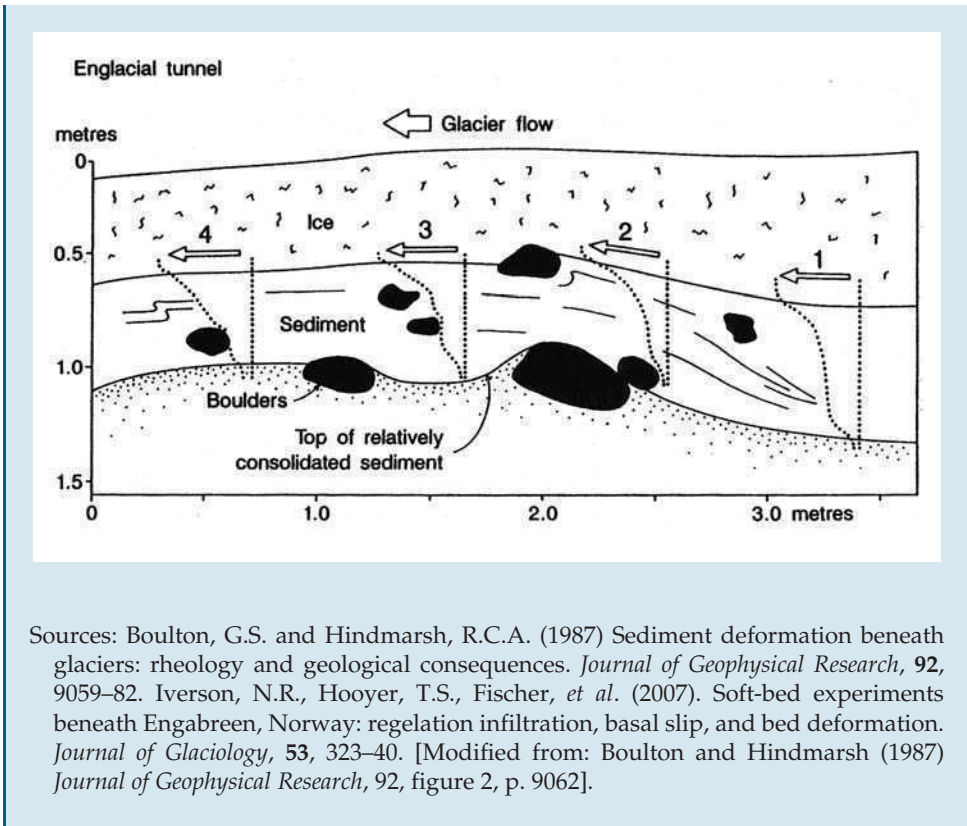 Englacial tunnel
Glacier flow
metres
0
Ice
4
3
2
1
0.5
Sediment
1.0
Boulders
Top of relatively
consolidated sediment
1.5
0
1.0
2.0
3.0 metres
Sources: Boulton, G.S. and Hindmarsh, R.C.A. (1987) Sediment deformation beneath
glaciers: rheology and geological consequences. Journal of Geophysical Research, 92,
9059–82. Iverson, N.R., Hooyer, T.S., Fischer, et al. (2007). Soft-bed experiments
beneath Engabreen, Norway: regelation infiltration, basal slip, and bed deformation.
Journal of Glaciology, 53, 323–40. [Modified from: Boulton and Hindmarsh (1987)
Journal of Geophysical Research, 92, figure 2, p. 9062].